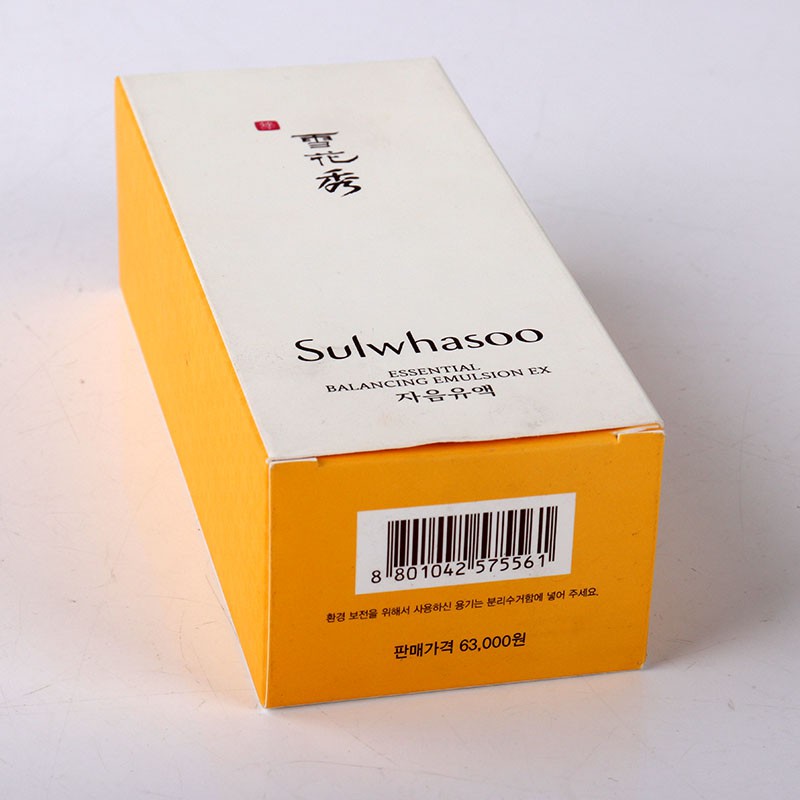 雪
花
秀
Sulwhasoo
ESSENTIAL
BALANCING EMULSION EX
자음유액
8 801042 575561
환경 보전을 위해서 사용하신 용기는 분리수거함에 넣어 주세요.
판매가격 63,000원